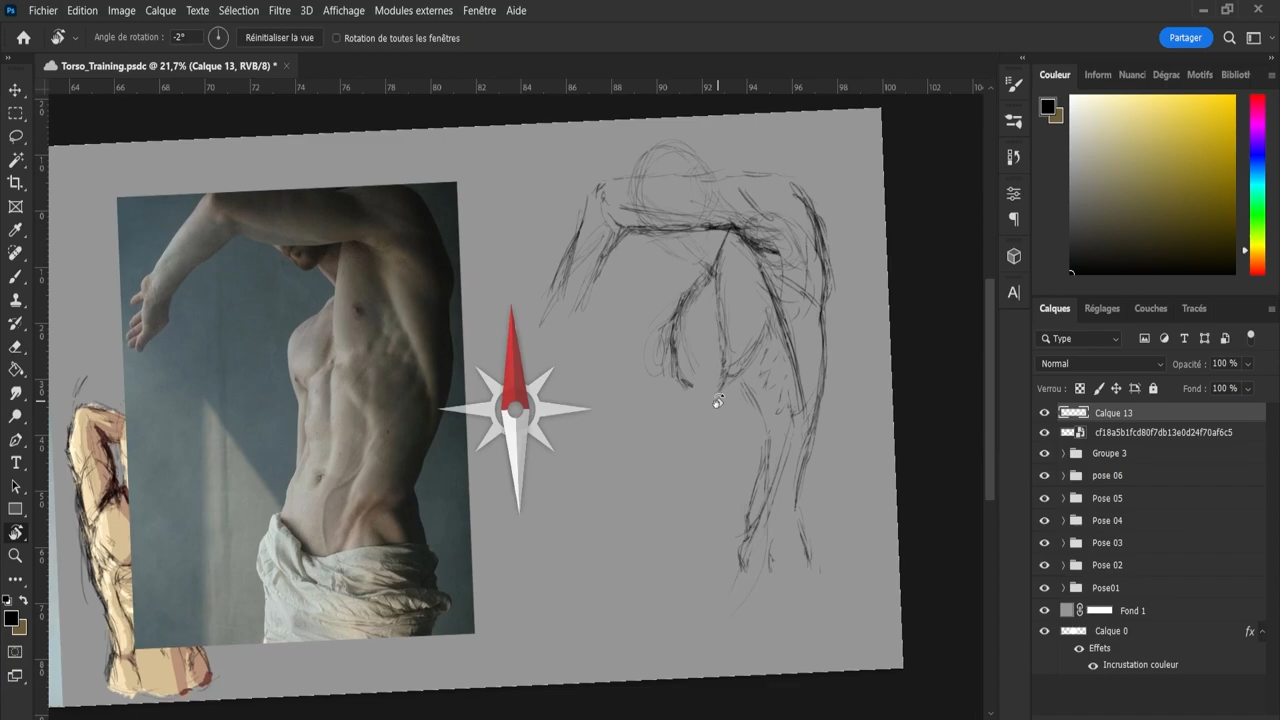 Ps Fichier Edition Image Calque Texte Sélection Filtre 3D Affichage Modules externes Fenêtre Aide
Angle de rotation : -2° Réinitialiser la vue Rotation de toutes les fenêtres Partager
Torso_Training.psdc @ 21,7% (Calque 13, RVB/8) * ×
64 66 68 70 72 74 76 78 80 82 84 86 88 90 92 94 96 98 100 102 104
Couleur Inform Nuanc Dégrac Motifs Bibliot
Calques Réglages Couches Tracés
Type
Normal Opacité : 100 %
Verrou : Fond : 100 %
Calque 13
cf18a5b1fcd80f7db13e0d24f70af6c5
Groupe 3
pose 06
Pose 05
Pose 04
Pose 03
Pose 02
Pose01
Fond 1
Calque 0 fx
Effets
Incrustation couleur